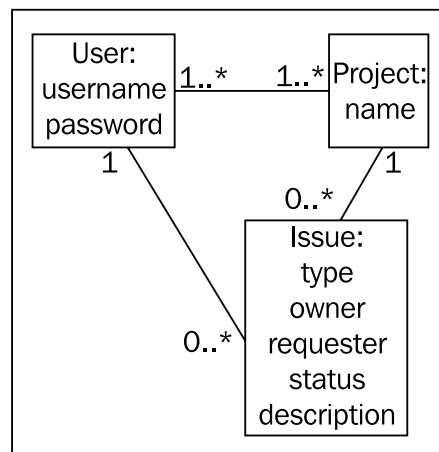 User:
username
password
1..*
1..*
Project:
name
1
1
0..*
0..*
Issue:
type
owner
requester
status
description